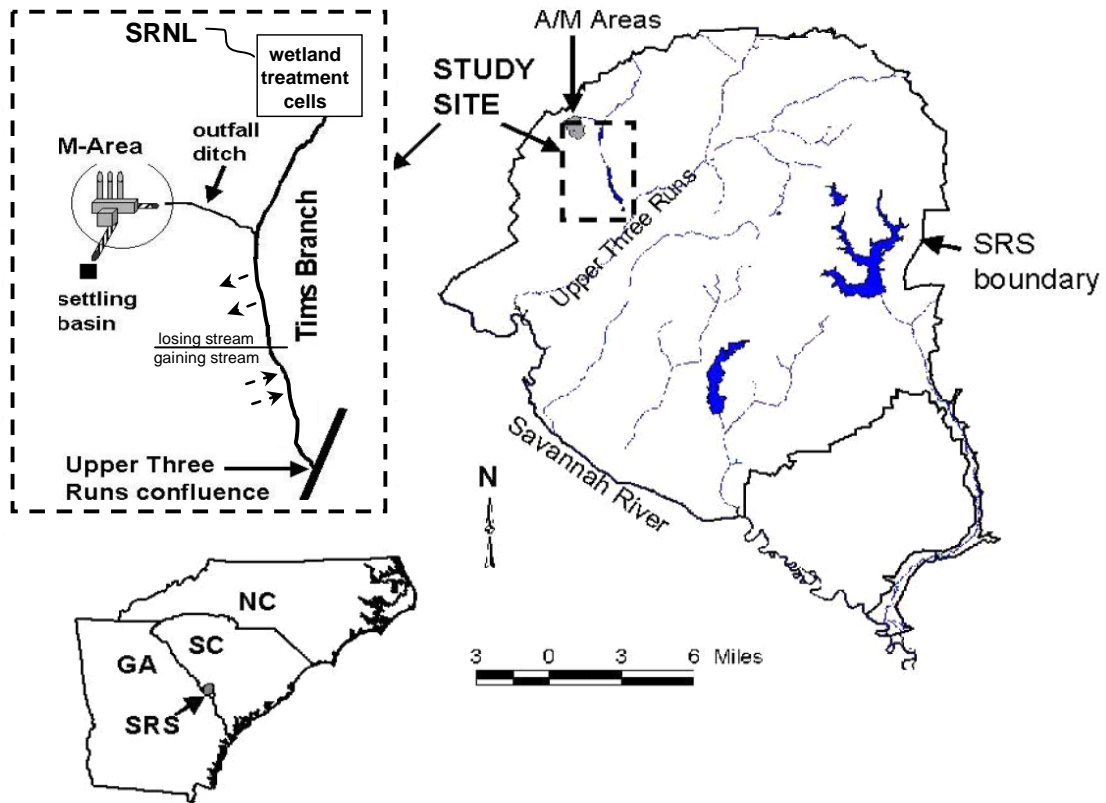 SRNL
wetland
treatment
cells
outfall
ditch
M-Area
settling
basin
Tims Branch
losing stream
gaining stream
Upper Three
Runs confluence
A/M Areas
STUDY
SITE
Upper Three Runs
SRS
boundary
Savannah River
N
3 0 3 6 Miles
NC
SC
GA
SRS